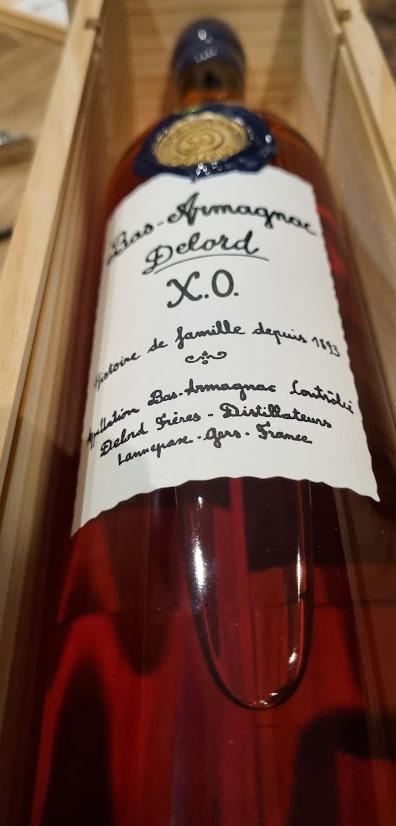 Bas-Armagnac
Delord
X.O.
Histoire de famille depuis 1893
Appellation Bas-Armagnac Contrôlée
Delord Frères - Distillateurs
Lannepax - Gers - France